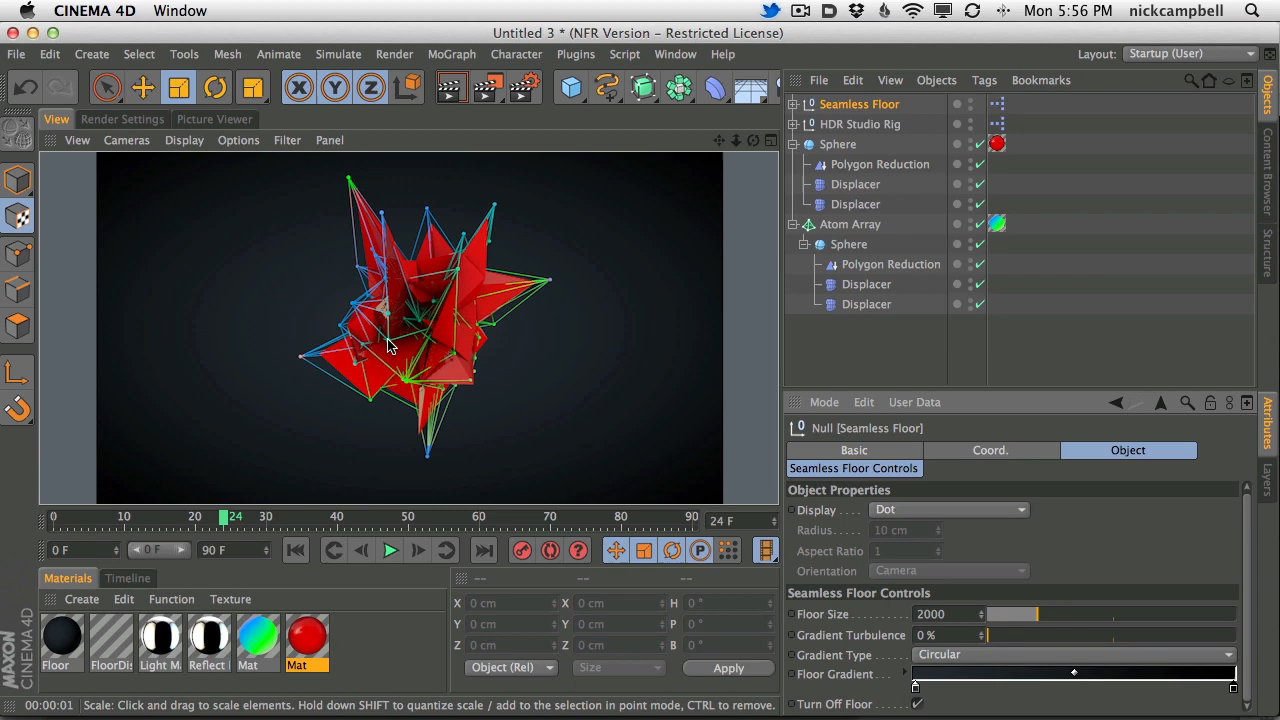 CINEMA 4D Window Mon 5:56 PM nickcampbell
Untitled 3 * (NFR Version - Restricted License)
File Edit Create Select Tools Mesh Animate Simulate Render MoGraph Character Plugins Script Window Help Layout: Startup (User)
X Y Z
File Edit View Objects Tags Bookmarks
View Render Settings Picture Viewer
View Cameras Display Options Filter Panel
Seamless Floor
HDR Studio Rig
Sphere
Polygon Reduction
Displacer
Displacer
Atom Array
Sphere
Polygon Reduction
Displacer
Displacer
Objects
Content Browser
Structure
Mode Edit User Data
Null [Seamless Floor]
Basic Coord. Object
Seamless Floor Controls
Object Properties
Display . . . . Dot
Radius . . . . . 10 cm
Aspect Ratio 1
Orientation Camera
Seamless Floor Controls
Floor Size . . . . . . . . 2000
Gradient Turbulence 0 %
Gradient Type . . . . . Circular
Floor Gradient . . .
Turn Off Floor . . . .
Attributes
Layers
0 10 20 24 30 40 50 60 70 80 90 24 F
0 F 0 F 90 F
Materials Timeline
Create Edit Function Texture
Floor FloorDis Light M Reflect Mat Mat
-- -- --
X 0 cm X 0 cm H 0 °
Y 0 cm Y 0 cm P 0 °
Z 0 cm Z 0 cm B 0 °
Object (Rel) Size Apply
MAXON
CINEMA 4D
00:00:01 Scale: Click and drag to scale elements. Hold down SHIFT to quantize scale / add to the selection in point mode, CTRL to remove.